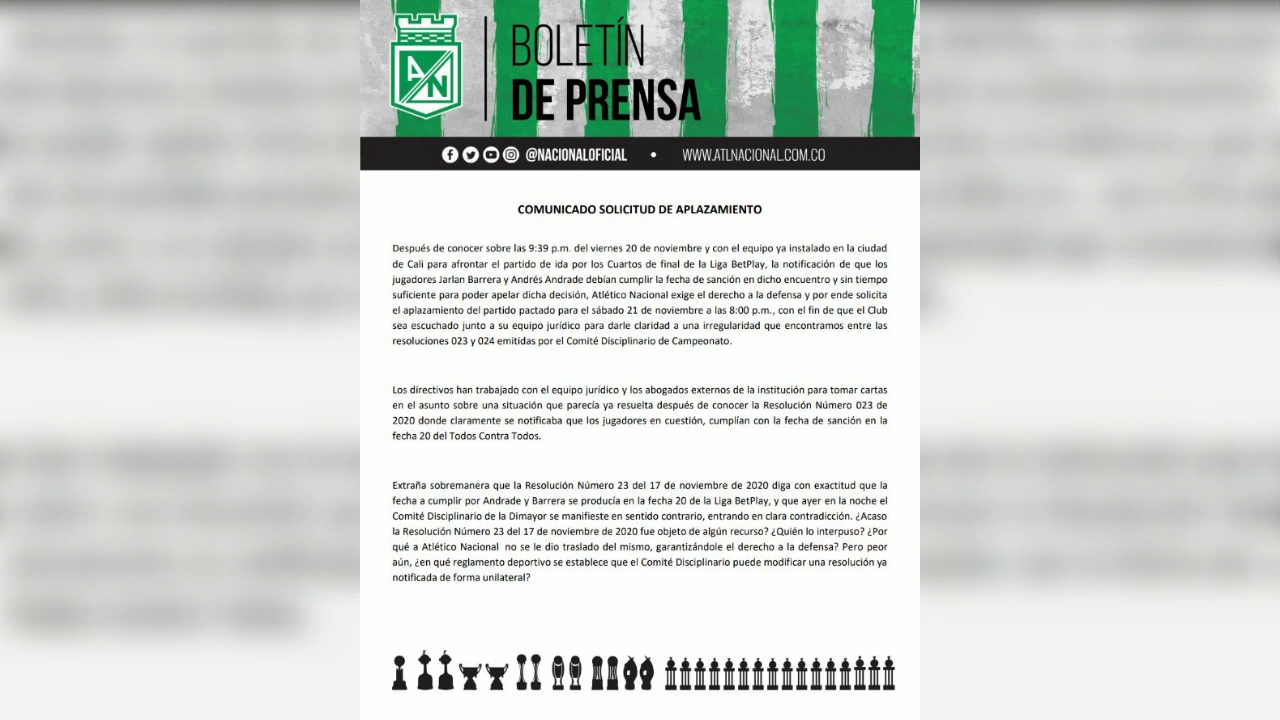 AN
BOLETÍN
DE PRENSA
@NACIONALOFICIAL • WWW.ATLNACIONAL.COM.CO
COMUNICADO SOLICITUD DE APLAZAMIENTO
Después de conocer sobre las 9:39 p.m. del viernes 20 de noviembre y con el equipo ya instalado en la ciudad
de Cali para afrontar el partido de ida por los Cuartos de final de la Liga BetPlay, la notificación de que los
jugadores Jarlan Barrera y Andrés Andrade debían cumplir la fecha de sanción en dicho encuentro y sin tiempo
suficiente para poder apelar dicha decisión, Atlético Nacional exige el derecho a la defensa y por ende solicita
el aplazamiento del partido pactado para el sábado 21 de noviembre a las 8:00 p.m., con el fin de que el Club
sea escuchado junto a su equipo jurídico para darle claridad a una irregularidad que encontramos entre las
resoluciones 023 y 024 emitidas por el Comité Disciplinario de Campeonato.
Los directivos han trabajado con el equipo jurídico y los abogados externos de la institución para tomar cartas
en el asunto sobre una situación que parecía ya resuelta después de conocer la Resolución Número 023 de
2020 donde claramente se notificaba que los jugadores en cuestión, cumplían con la fecha de sanción en la
fecha 20 del Todos Contra Todos.
Extraña sobremanera que la Resolución Número 23 del 17 de noviembre de 2020 diga con exactitud que la
fecha a cumplir por Andrade y Barrera se producía en la fecha 20 de la Liga BetPlay, y que ayer en la noche el
Comité Disciplinario de la Dimayor se manifieste en sentido contrario, entrando en clara contradicción. ¿Acaso
la Resolución Número 23 del 17 de noviembre de 2020 fue objeto de algún recurso? ¿Quién lo interpuso? ¿Por
qué a Atlético Nacional no se le dio traslado del mismo, garantizándole el derecho a la defensa? Pero peor
aún, ¿en qué reglamento deportivo se establece que el Comité Disciplinario puede modificar una resolución ya
notificada de forma unilateral?